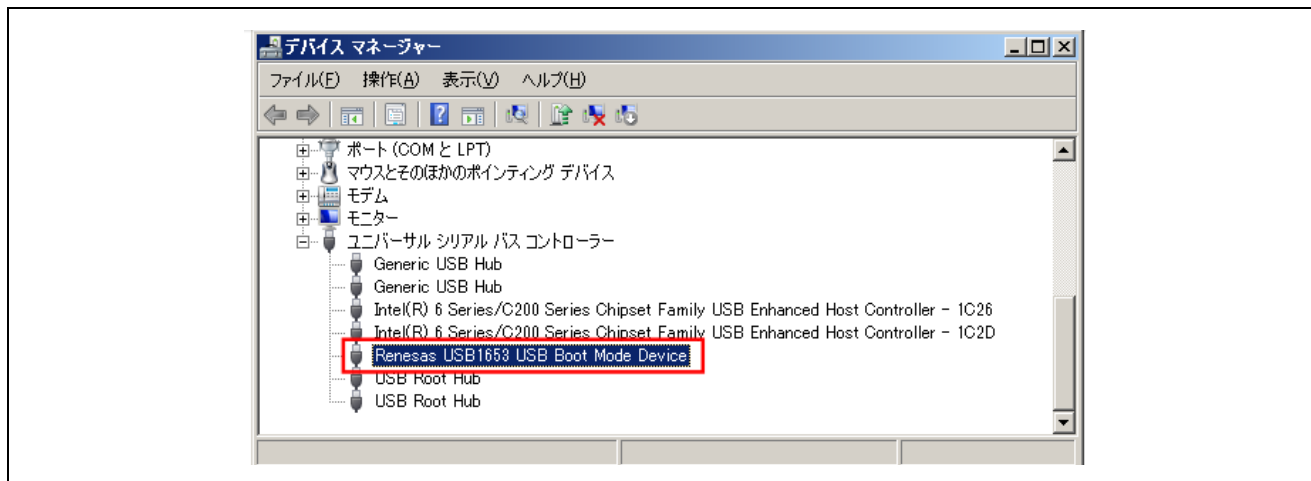 デバイス マネージャー
ファイル(F) 操作(A) 表示(V) ヘルプ(H)
ポート (COM と LPT)
マウスとそのほかのポインティング デバイス
モデム
モニター
ユニバーサル シリアル バス コントローラー
Generic USB Hub
Generic USB Hub
Intel(R) 6 Series/C200 Series Chipset Family USB Enhanced Host Controller - 1C26
Intel(R) 6 Series/C200 Series Chipset Family USB Enhanced Host Controller - 1C2D
Renesas USB1653 USB Boot Mode Device
USB Root Hub
USB Root Hub